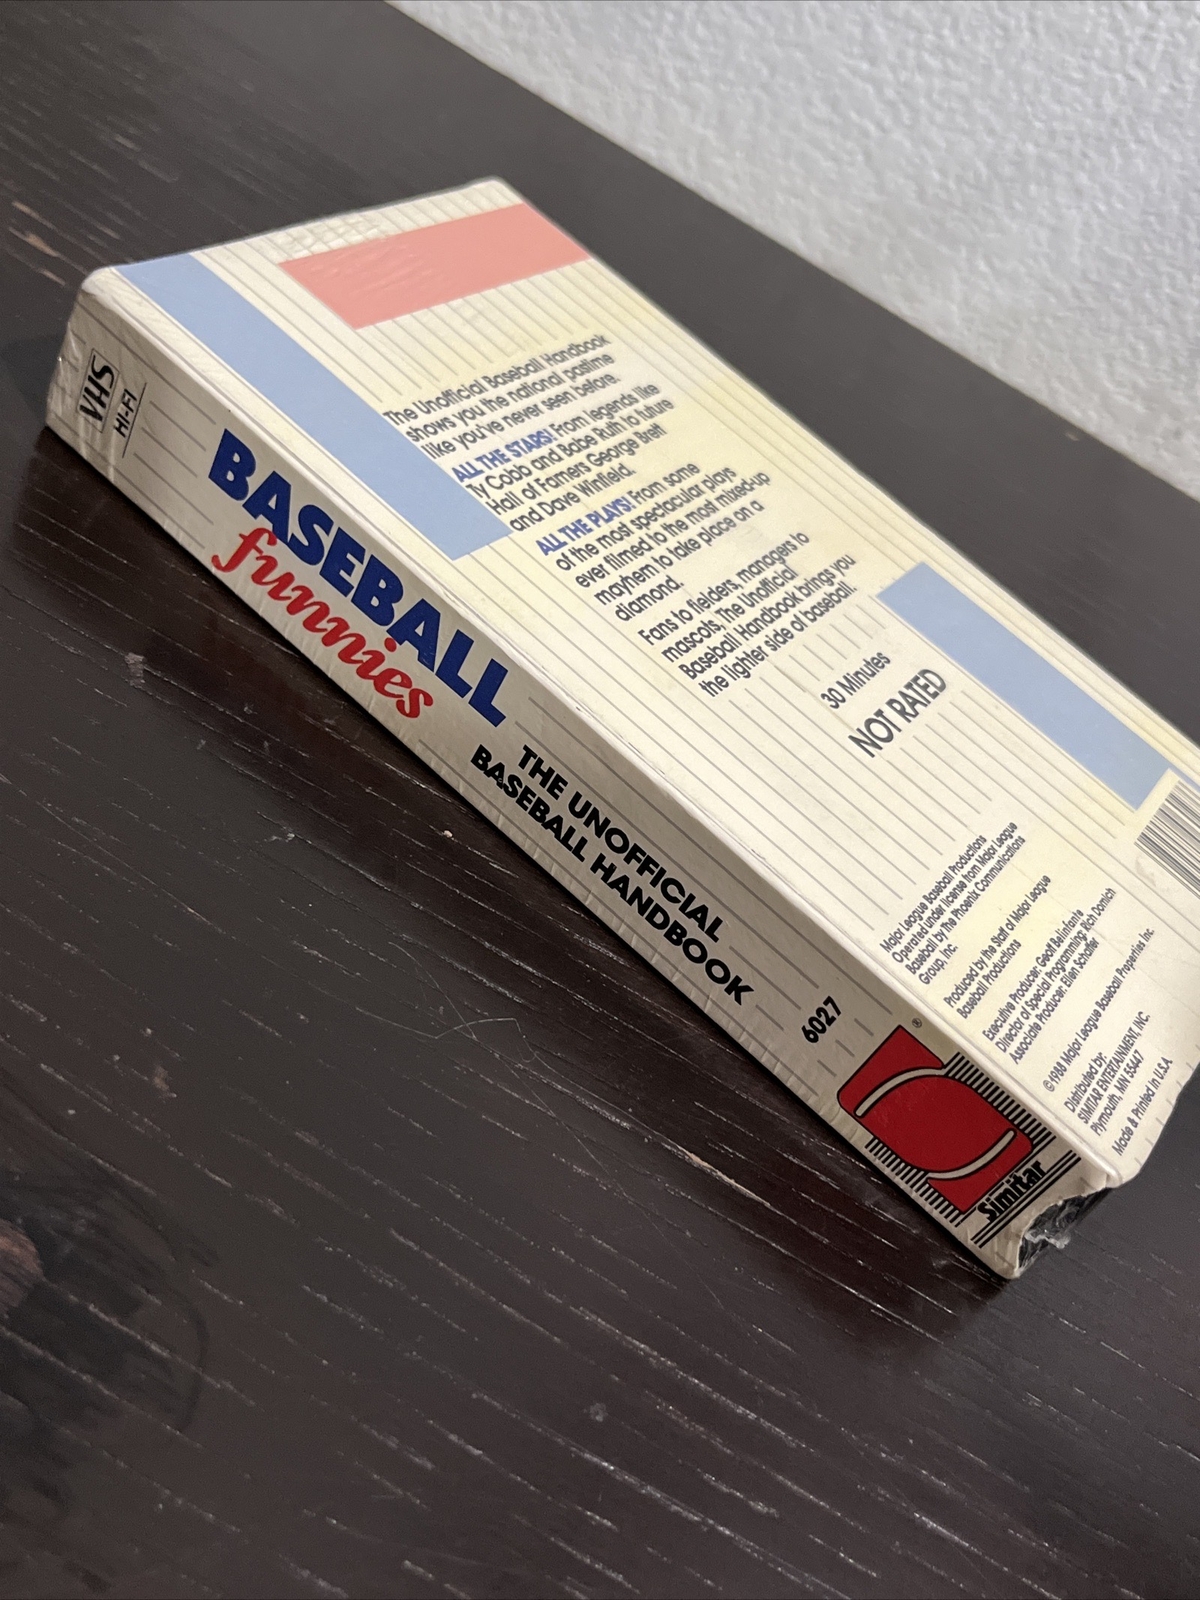 VHS
HI-FI
BASEBALL
funnies
THE UNOFFICIAL
BASEBALL HANDBOOK
6027
®
Simitar
The Unofficial Baseball Handbook
shows you the national pastime
like you've never seen before.
ALL THE STARS! From legends like
Ty Cobb and Babe Ruth to future
Hall of Famers George Brett
and Dave Winfield.
ALL THE PLAYS! From some
of the most spectacular plays
ever filmed to the most mixed-up
mayhem to take place on a
diamond.
Fans to fielders, managers to
mascots, The Unofficial
Baseball Handbook brings you
the lighter side of baseball.
30 Minutes
NOT RATED
Major League Baseball Productions
Operated under license from Major League
Baseball by The Phoenix Communications
Group, Inc.
Produced by the Staff of Major League
Baseball Productions
Executive Producer: Geoff Belinfante
Director of Special Programming: Rich Domich
Associate Producer: Ellen Schaffer
©1988 Major League Baseball Properties Inc.
Distributed by:
SIMITAR ENTERTAINMENT, INC.
Plymouth, MN 55447
Made & Printed in U.S.A.